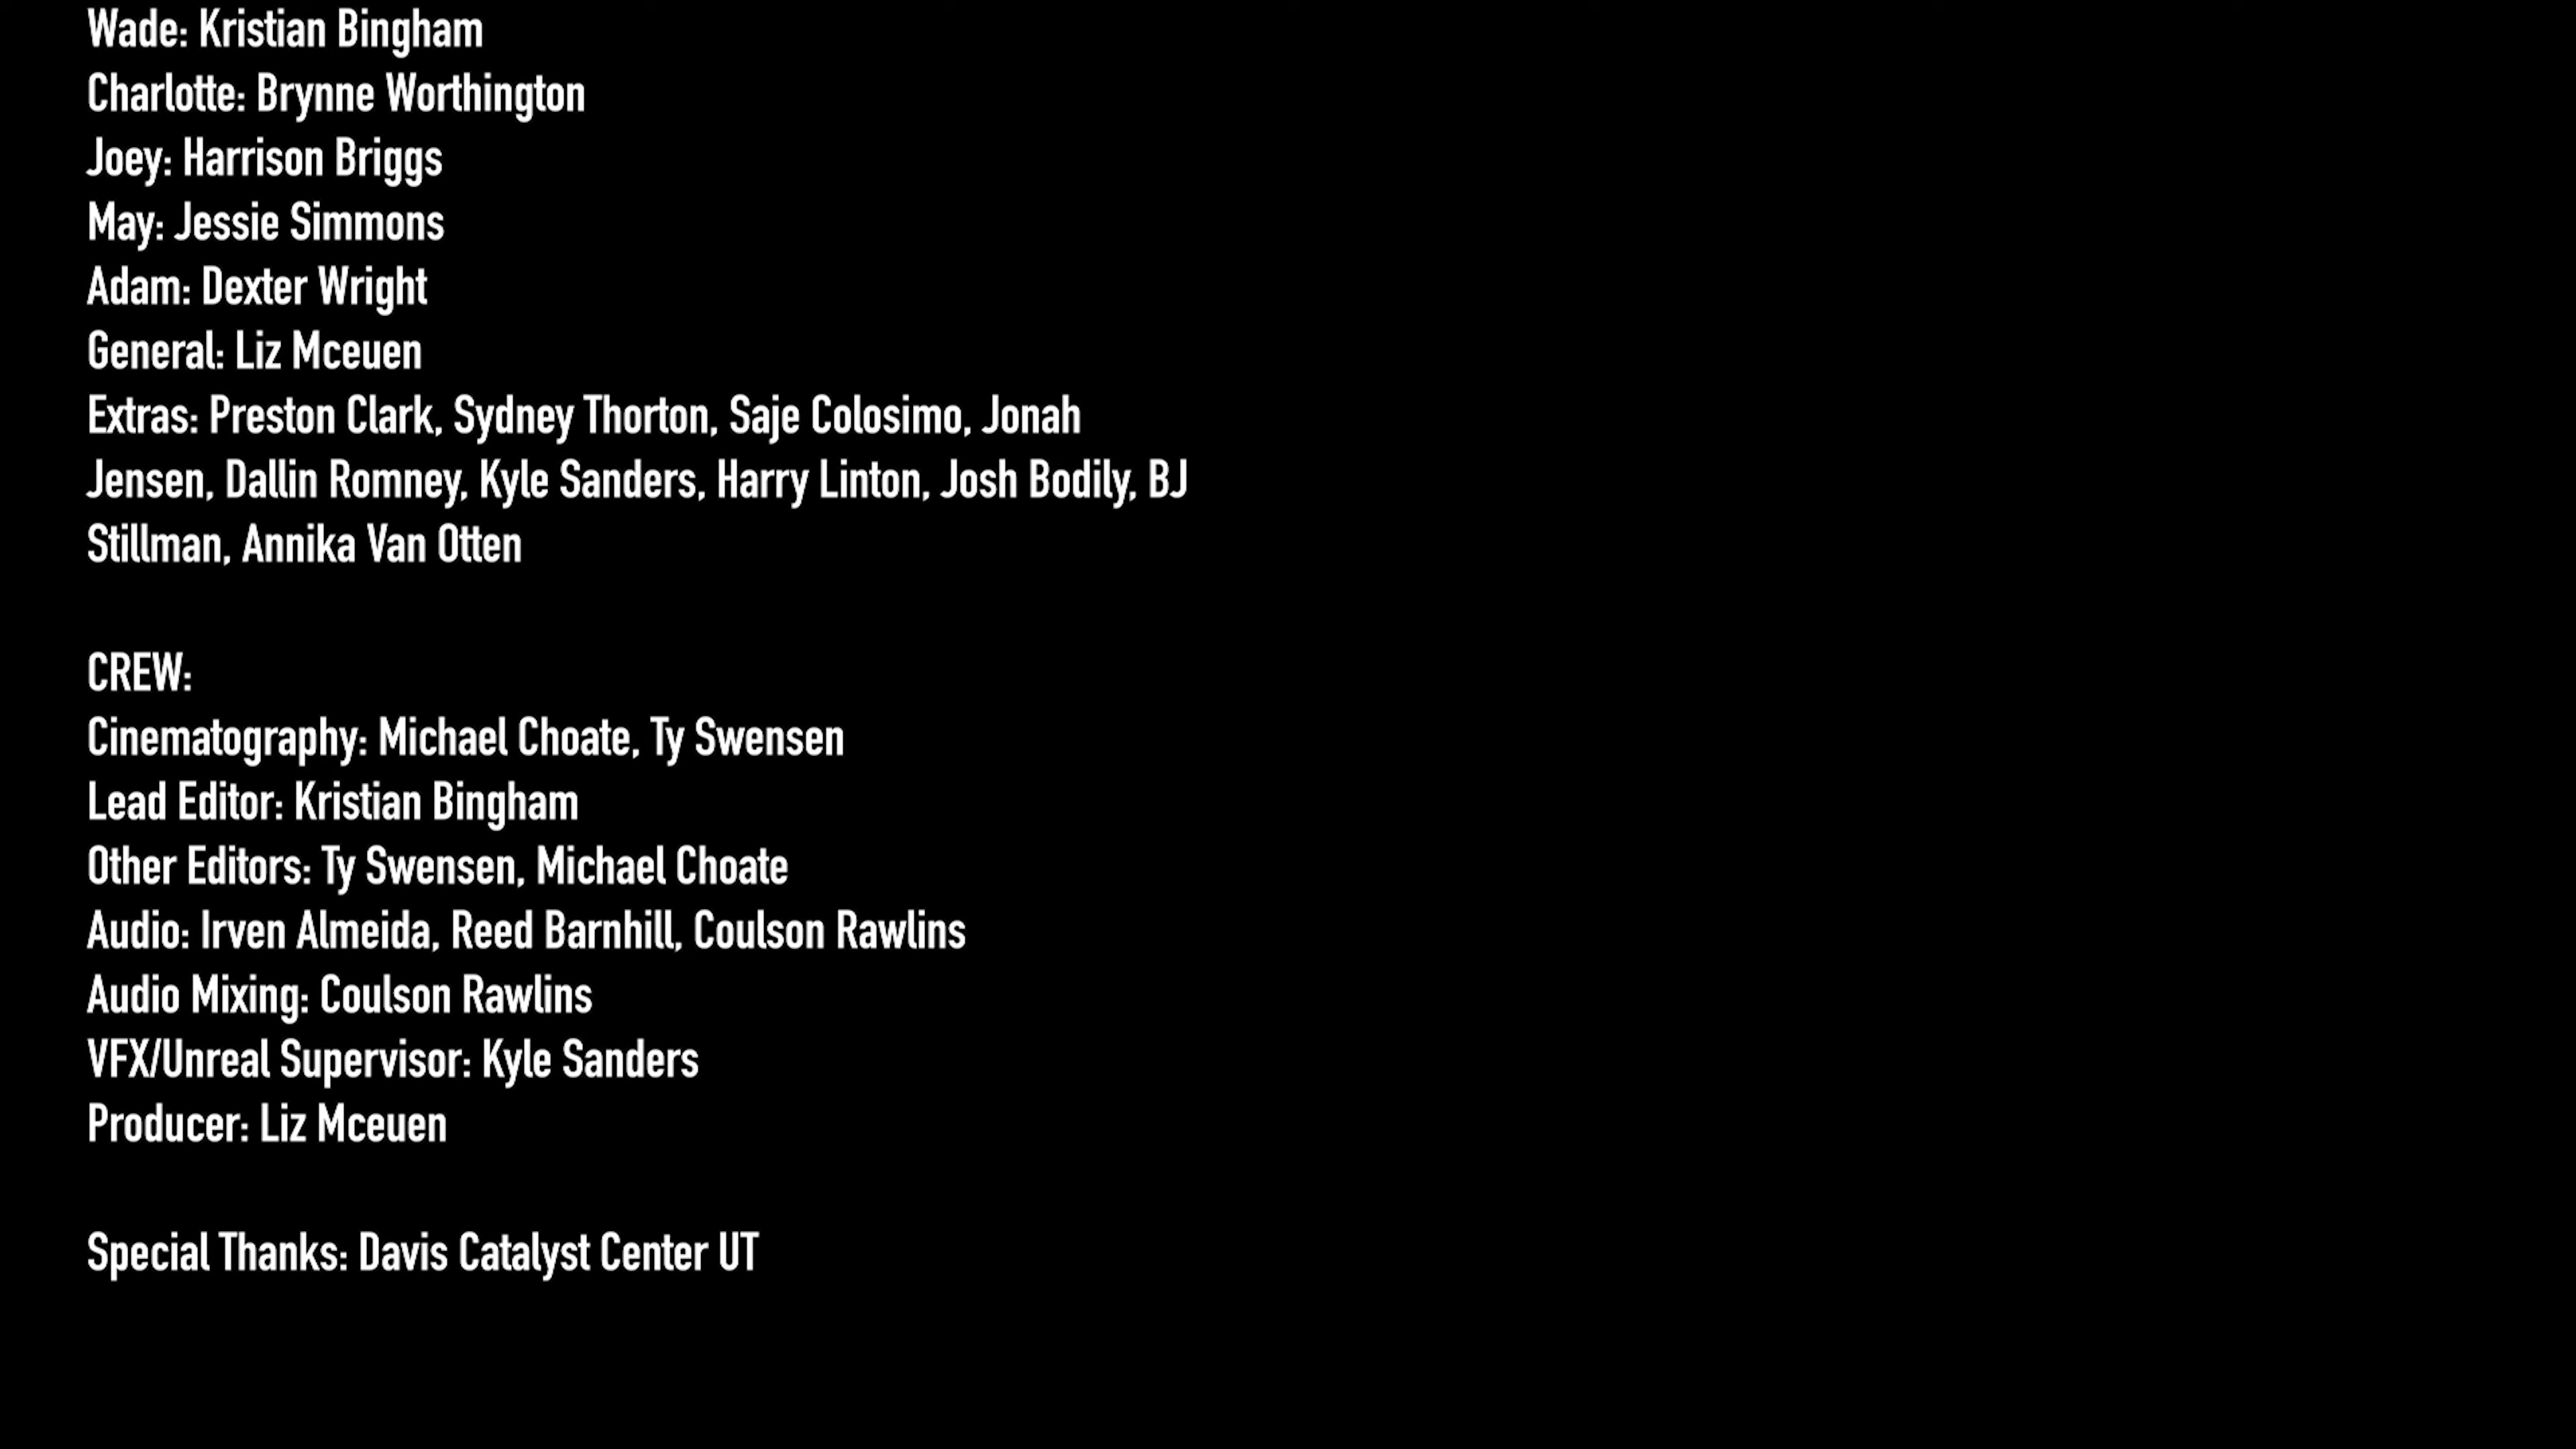 Wade: Kristian Bingham
Charlotte: Brynne Worthington
Joey: Harrison Briggs
May: Jessie Simmons
Adam: Dexter Wright
General: Liz Mceuen
Extras: Preston Clark, Sydney Thorton, Saje Colosimo, Jonah
Jensen, Dallin Romney, Kyle Sanders, Harry Linton, Josh Bodily, BJ
Stillman, Annika Van Otten
CREW:
Cinematography: Michael Choate, Ty Swensen
Lead Editor: Kristian Bingham
Other Editors: Ty Swensen, Michael Choate
Audio: Irven Almeida, Reed Barnhill, Coulson Rawlins
Audio Mixing: Coulson Rawlins
VFX/Unreal Supervisor: Kyle Sanders
Producer: Liz Mceuen
Special Thanks: Davis Catalyst Center UT